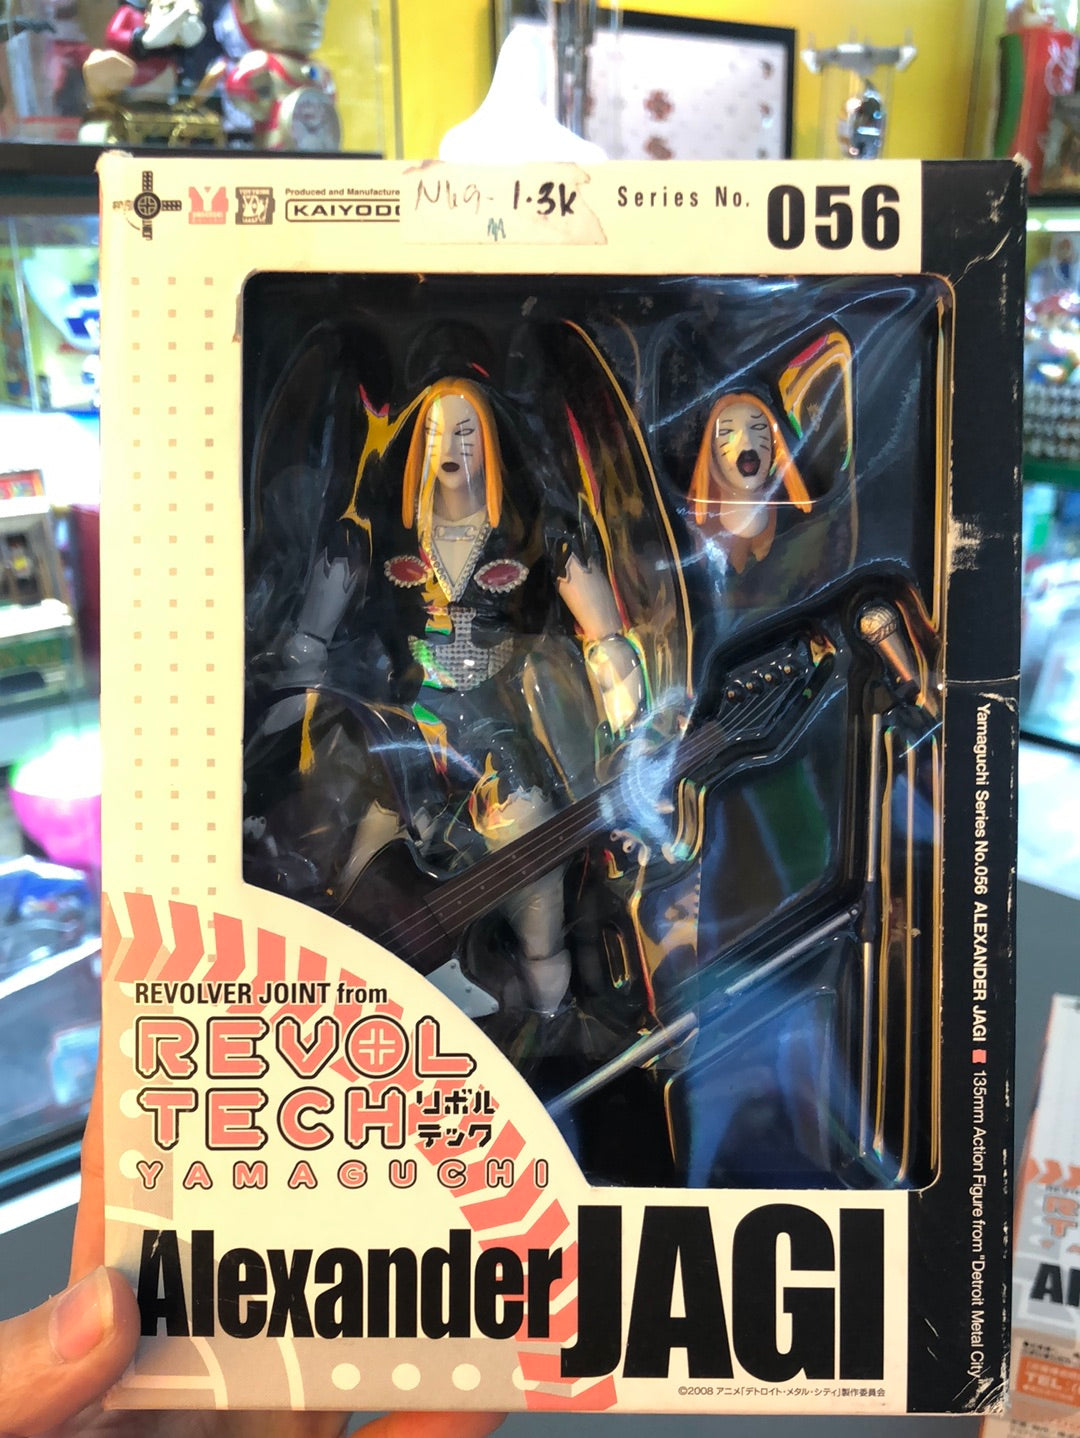 Produced and Manufacture
KAIYODO
1.3k
Series No. 056
REVOLVER JOINT from
REVOL
TECH リボル
テック
YAMAGUCHI
Alexander JAGI
©2008 アニメ「デトロイト・メタル・シティ」製作委員会
Yamaguchi Series No.056 ALEXANDER JAGI 135mm Action Figure from "Detroit Metal City"